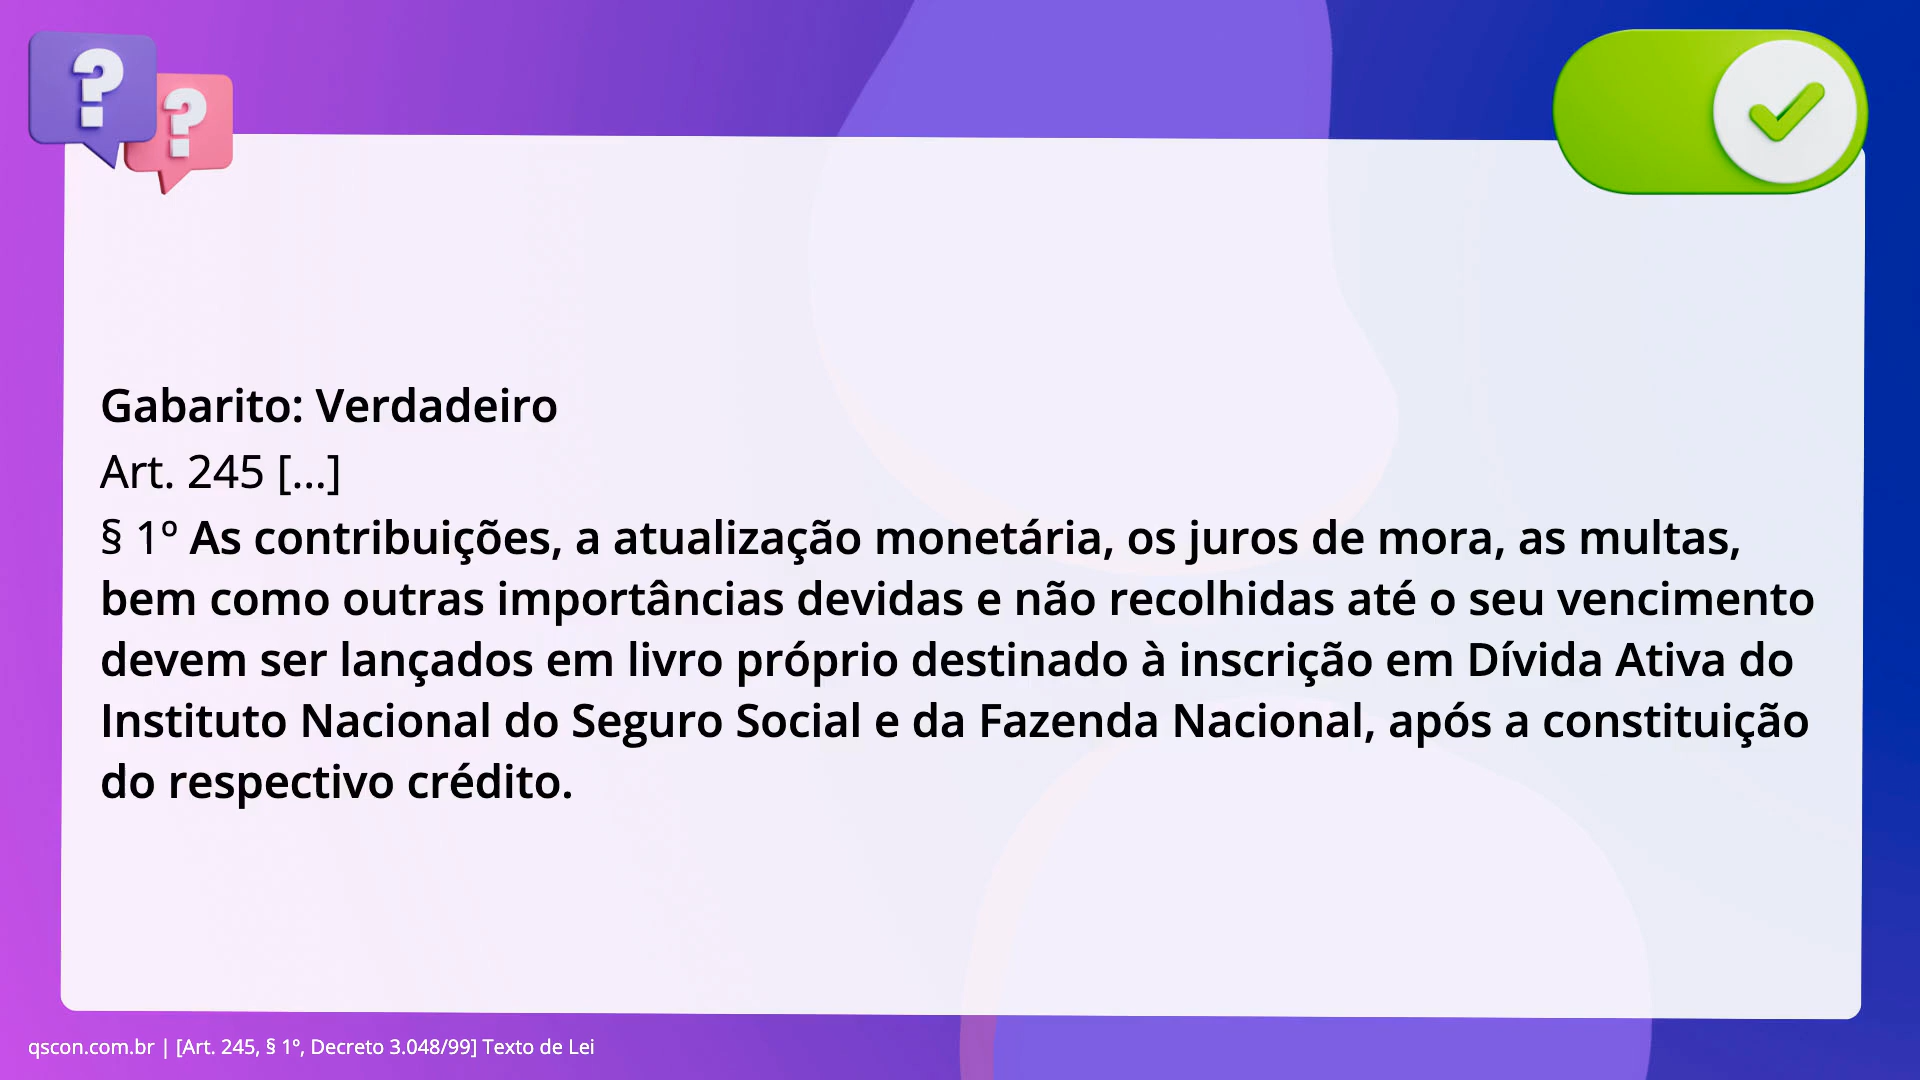 ?
?
Gabarito: Verdadeiro
Art. 245 [...]
§ 1º As contribuições, a atualização monetária, os juros de mora, as multas,
bem como outras importâncias devidas e não recolhidas até o seu vencimento
devem ser lançados em livro próprio destinado à inscrição em Dívida Ativa do
Instituto Nacional do Seguro Social e da Fazenda Nacional, após a constituição
do respectivo crédito.
qscon.com.br | [Art. 245, § 1º, Decreto 3.048/99] Texto de Lei